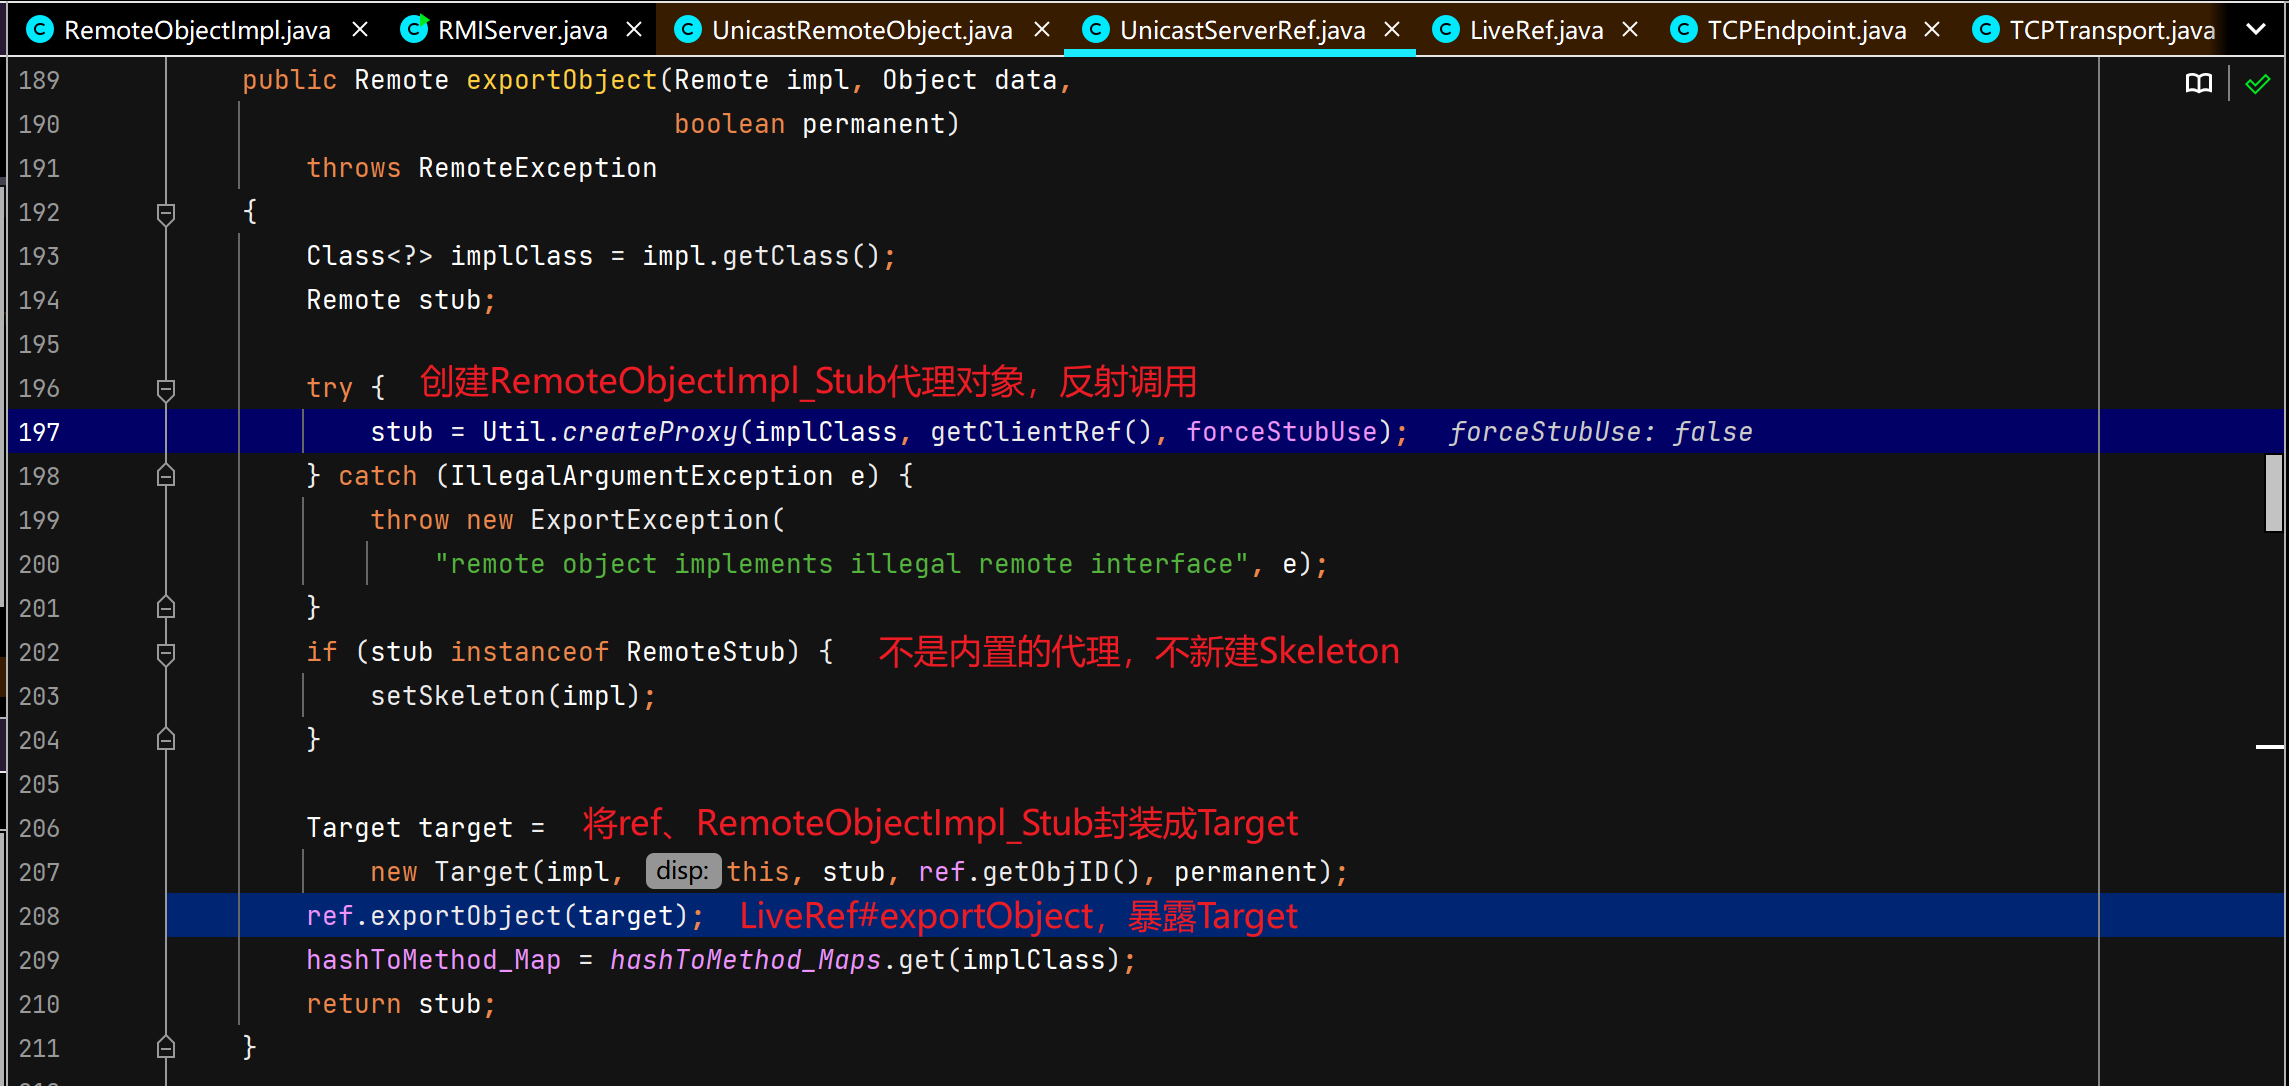 RemoteObjectImpl.java RMIServer.java UnicastRemoteObject.java UnicastServerRef.java LiveRef.java TCPEndpoint.java TCPTransport.java
189 public Remote exportObject(Remote impl, Object data,
190 boolean permanent)
191 throws RemoteException
192 {
193 Class<?> implClass = impl.getClass();
194 Remote stub;
195
196 try { 创建RemoteObjectImpl_Stub代理对象，反射调用
197 stub = Util.createProxy(implClass, getClientRef(), forceStubUse); forceStubUse: false
198 } catch (IllegalArgumentException e) {
199 throw new ExportException(
200 "remote object implements illegal remote interface", e);
201 }
202 if (stub instanceof RemoteStub) { 不是内置的代理，不新建Skeleton
203 setSkeleton(impl);
204 }
205
206 Target target = 将ref、RemoteObjectImpl_Stub封装成Target
207 new Target(impl, disp: this, stub, ref.getObjID(), permanent);
208 ref.exportObject(target); LiveRef#exportObject，暴露Target
209 hashToMethod_Map = hashToMethod_Maps.get(implClass);
210 return stub;
211 }